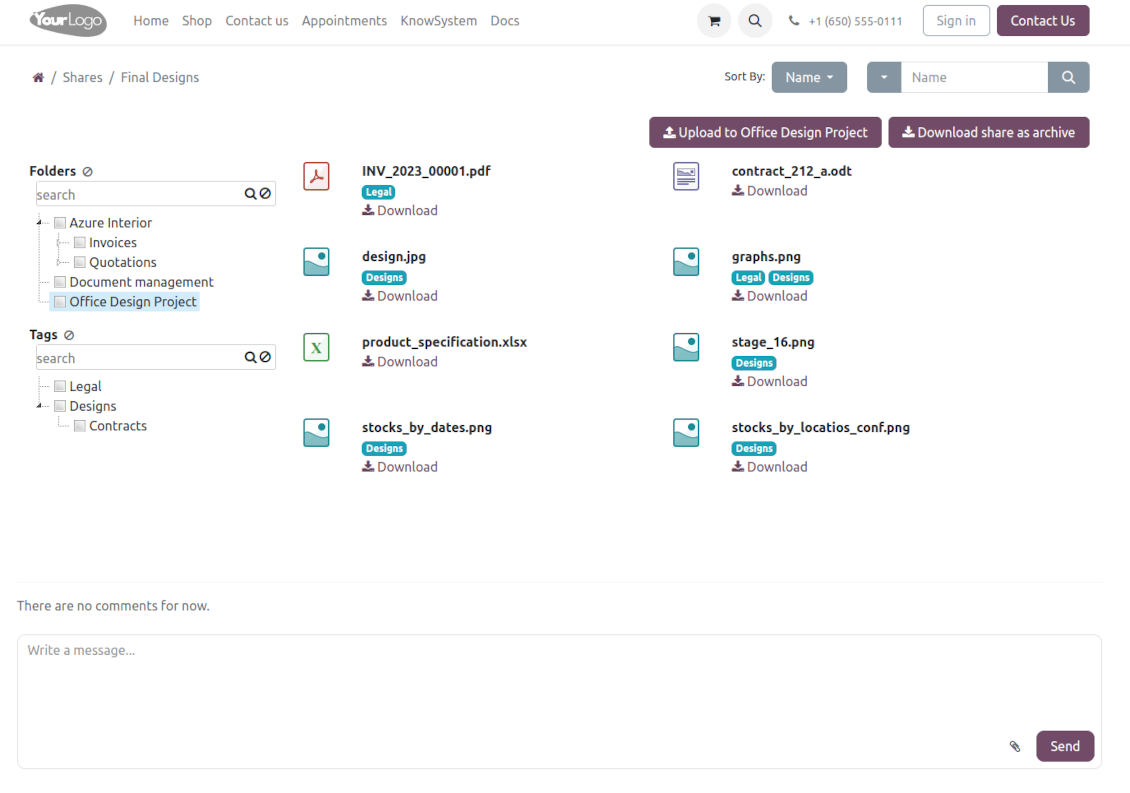 YourLogo Home Shop Contact us Appointments KnowSystem Docs +1 (650) 555-0111 Sign in Contact Us
/ Shares / Final Designs Sort By: Name Name
Upload to Office Design Project Download share as archive
Folders
search
Azure Interior
Invoices
Quotations
Document management
Office Design Project
Tags
search
Legal
Designs
Contracts
INV_2023_00001.pdf
Legal
Download
contract_212_a.odt
Download
design.jpg
Designs
Download
graphs.png
Legal Designs
Download
product_specification.xlsx
Download
stage_16.png
Designs
Download
stocks_by_dates.png
Designs
Download
stocks_by_locatios_conf.png
Designs
Download
There are no comments for now.
Write a message...
Send